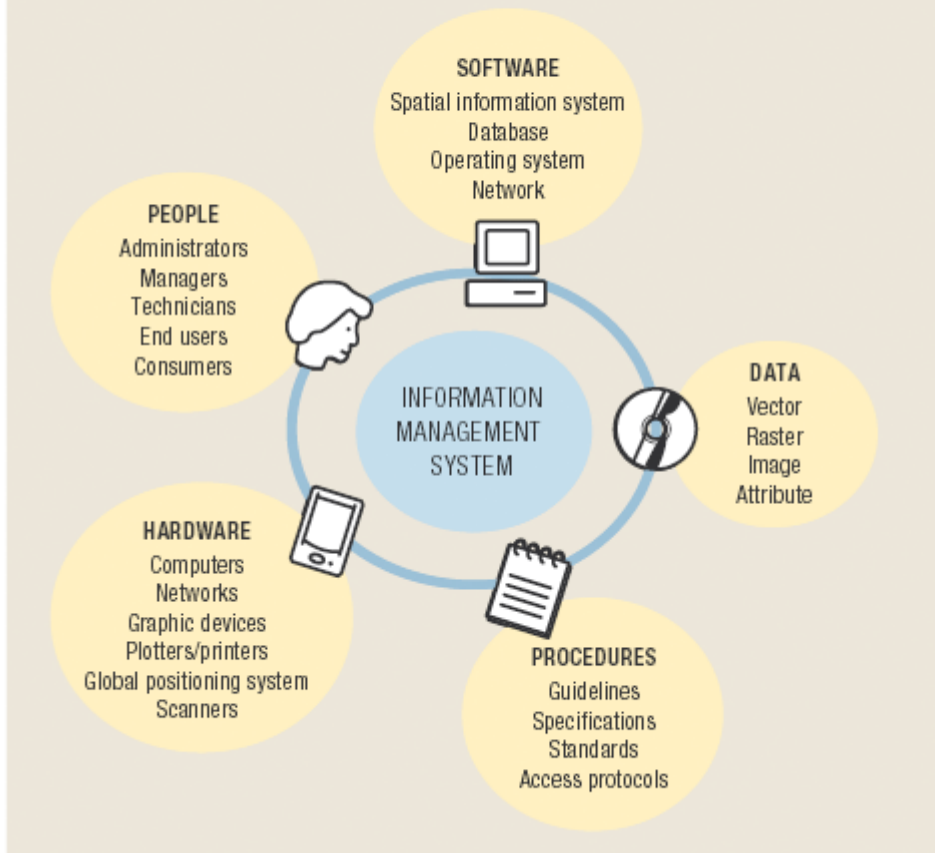 SOFTWARE
Spatial information system
Database
Operating system
Network
PEOPLE
Administrators
Managers
Technicians
End users
Consumers
INFORMATION
MANAGEMENT
SYSTEM
DATA
Vector
Raster
Image
Attribute
HARDWARE
Computers
Networks
Graphic devices
Plotters/printers
Global positioning system
Scanners
PROCEDURES
Guidelines
Specifications
Standards
Access protocols